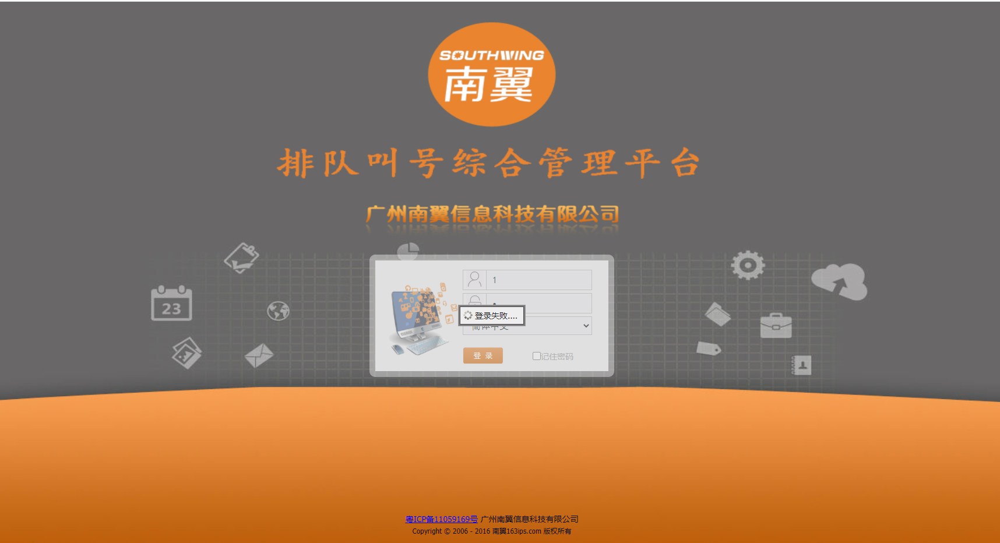 SOUTHWING
南翼
排队叫号综合管理平台
广州南翼信息科技有限公司
23
1
登录失败....
简体中文
登 录
记住密码
粤ICP备11059169号 广州南翼信息科技有限公司
Copyright © 2006 - 2016 南翼163ips.com 版权所有